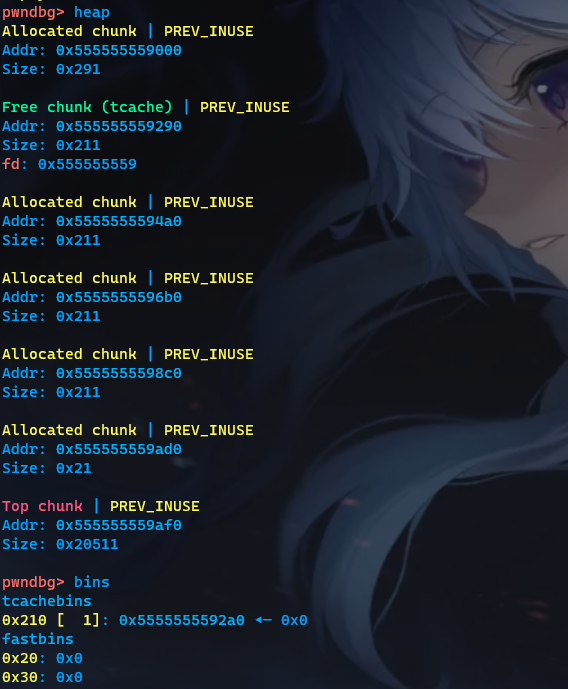 pwndbg> heap
Allocated chunk | PREV_INUSE
Addr: 0x555555559000
Size: 0x291
Free chunk (tcache) | PREV_INUSE
Addr: 0x555555559290
Size: 0x211
fd: 0x555555559
Allocated chunk | PREV_INUSE
Addr: 0x5555555594a0
Size: 0x211
Allocated chunk | PREV_INUSE
Addr: 0x5555555596b0
Size: 0x211
Allocated chunk | PREV_INUSE
Addr: 0x5555555598c0
Size: 0x211
Allocated chunk | PREV_INUSE
Addr: 0x555555559ad0
Size: 0x21
Top chunk | PREV_INUSE
Addr: 0x555555559af0
Size: 0x20511
pwndbg> bins
tcachebins
0x210 [  1]: 0x5555555592a0 ◂— 0x0
fastbins
0x20: 0x0
0x30: 0x0